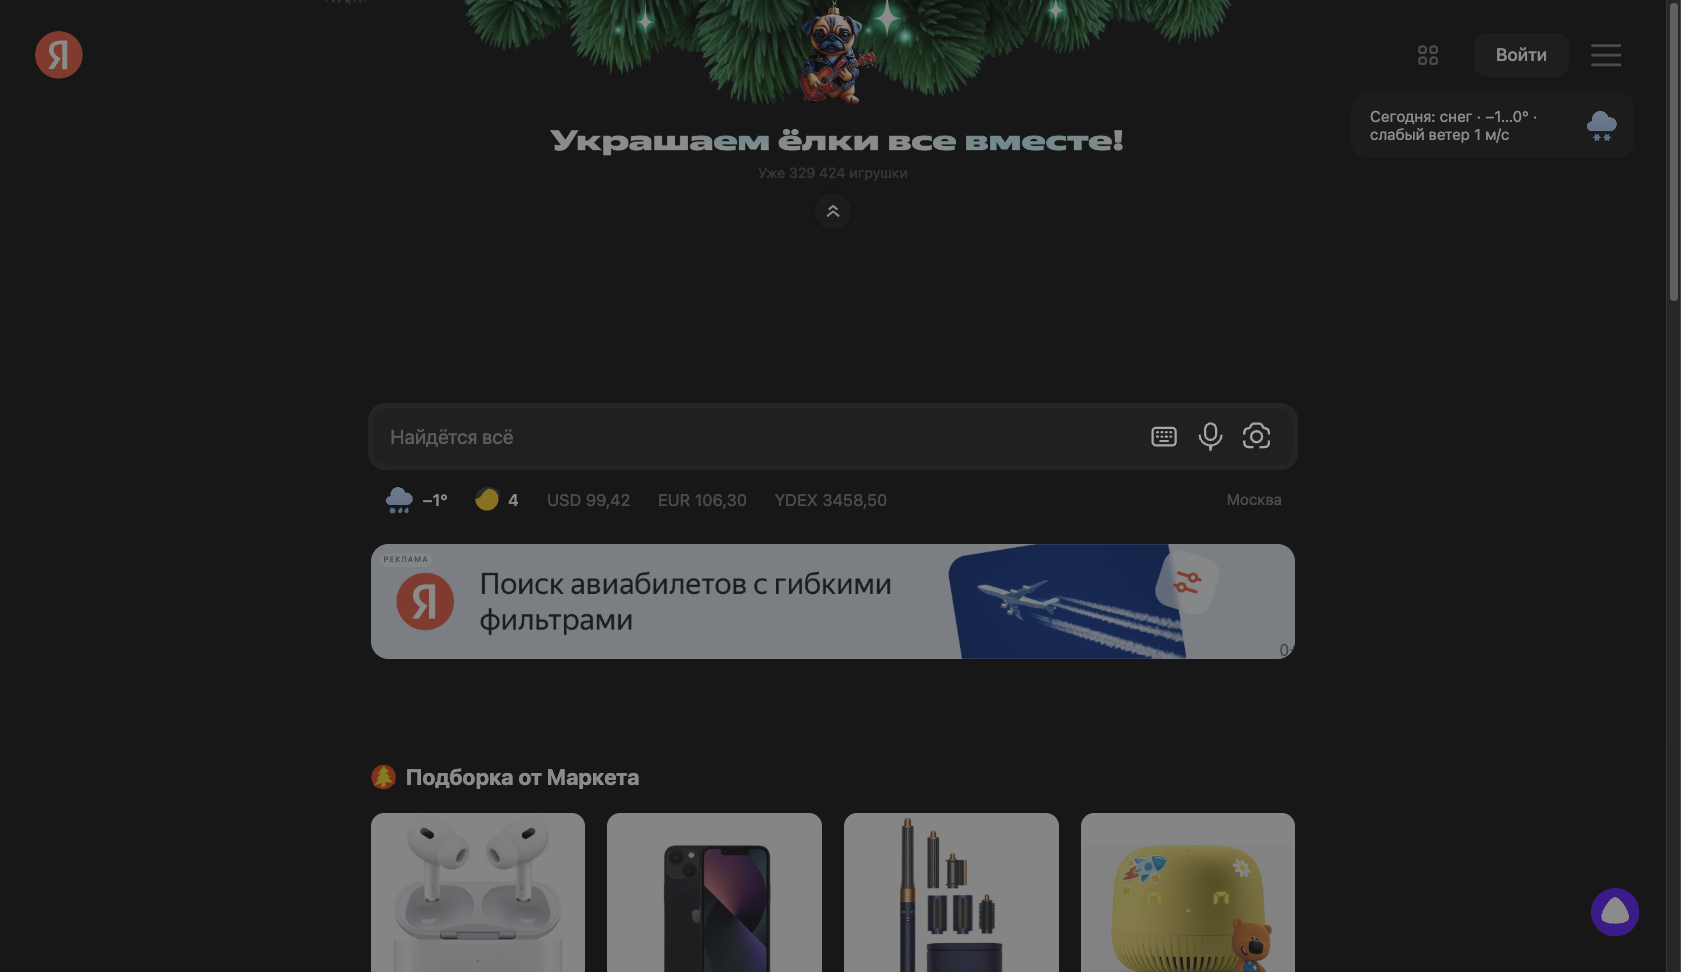 Я
Войти
Сегодня: снег · −1...0° ·
слабый ветер 1 м/с
Украшаем ёлки все вместе!
Уже 329 424 игрушки
Найдётся всё
−1° 4 USD 99,42 EUR 106,30 YDEX 3458,50 Москва
РЕКЛАМА
Я
Поиск авиабилетов с гибкими
фильтрами
Подборка от Маркета